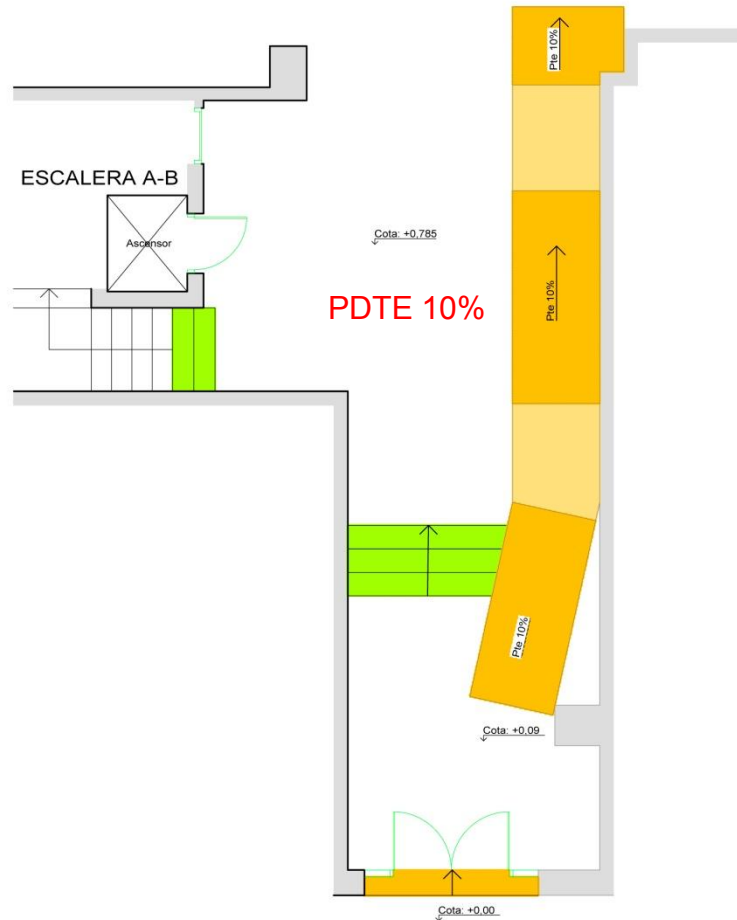 Pte 10%
ESCALERA A-B
Ascensor
Cota: +0,785
Pte 10%
PDTE 10%
Pte 10%
Cota: +0,09
Cota: +0,00